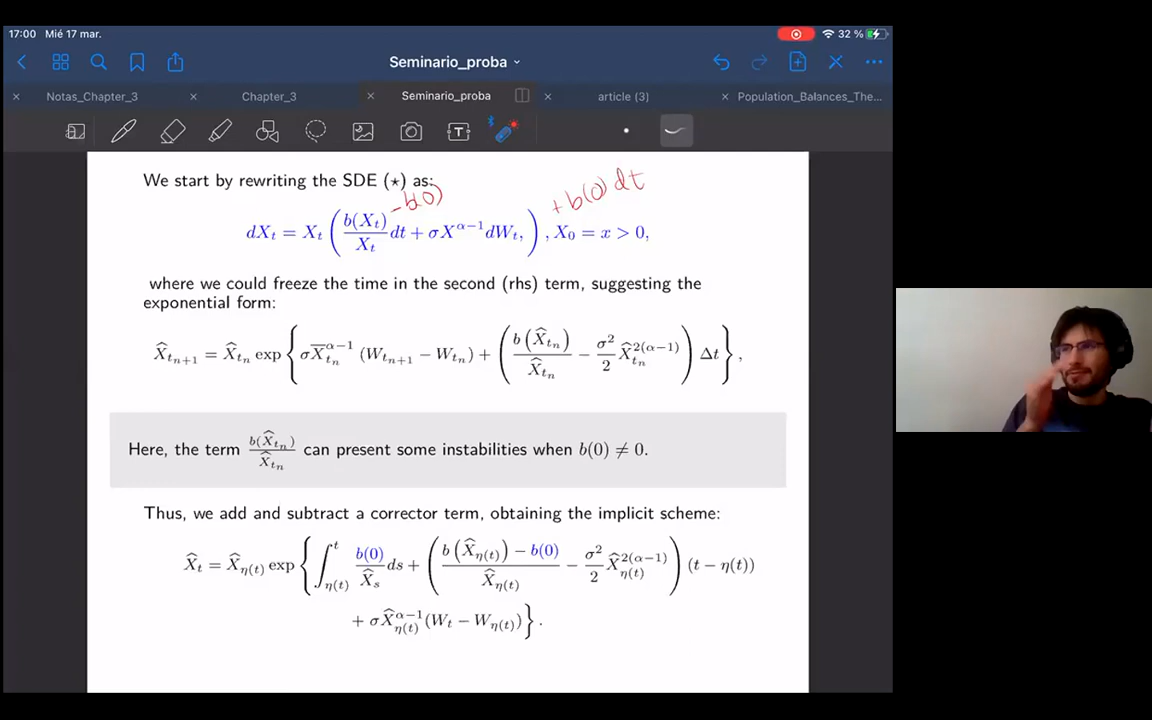 17:00 Mié 17 mar. 32 %
Seminario_proba
Notas_Chapter_3 Chapter_3 Seminario_proba article (3) Population_Balances_The...
We start by rewriting the SDE (⋆) as:
-b(0) +b(0) dt
dX_t = X_t ( b(X_t)/X_t dt + σX^{α−1} dW_t, ) , X_0 = x > 0,
where we could freeze the time in the second (rhs) term, suggesting the
exponential form:
X̂_{t_{n+1}} = X̂_{t_n} exp { σX̅_{t_n}^{α−1} (W_{t_{n+1}} − W_{t_n}) + ( b(X̂_{t_n})/X̂_{t_n} − σ²/2 X̂_{t_n}^{2(α−1)} ) Δt } ,
Here, the term b(X̂_{t_n})/X̂_{t_n} can present some instabilities when b(0) ≠ 0.
Thus, we add and subtract a corrector term, obtaining the implicit scheme:
X̂_t = X̂_{η(t)} exp { ∫_{η(t)}^{t} b(0)/X̂_s ds + ( (b(X̂_{η(t)}) − b(0))/X̂_{η(t)} − σ²/2 X̂_{η(t)}^{2(α−1)} ) (t − η(t))
+ σX̂_{η(t)}^{α−1} (W_t − W_{η(t)}) } .